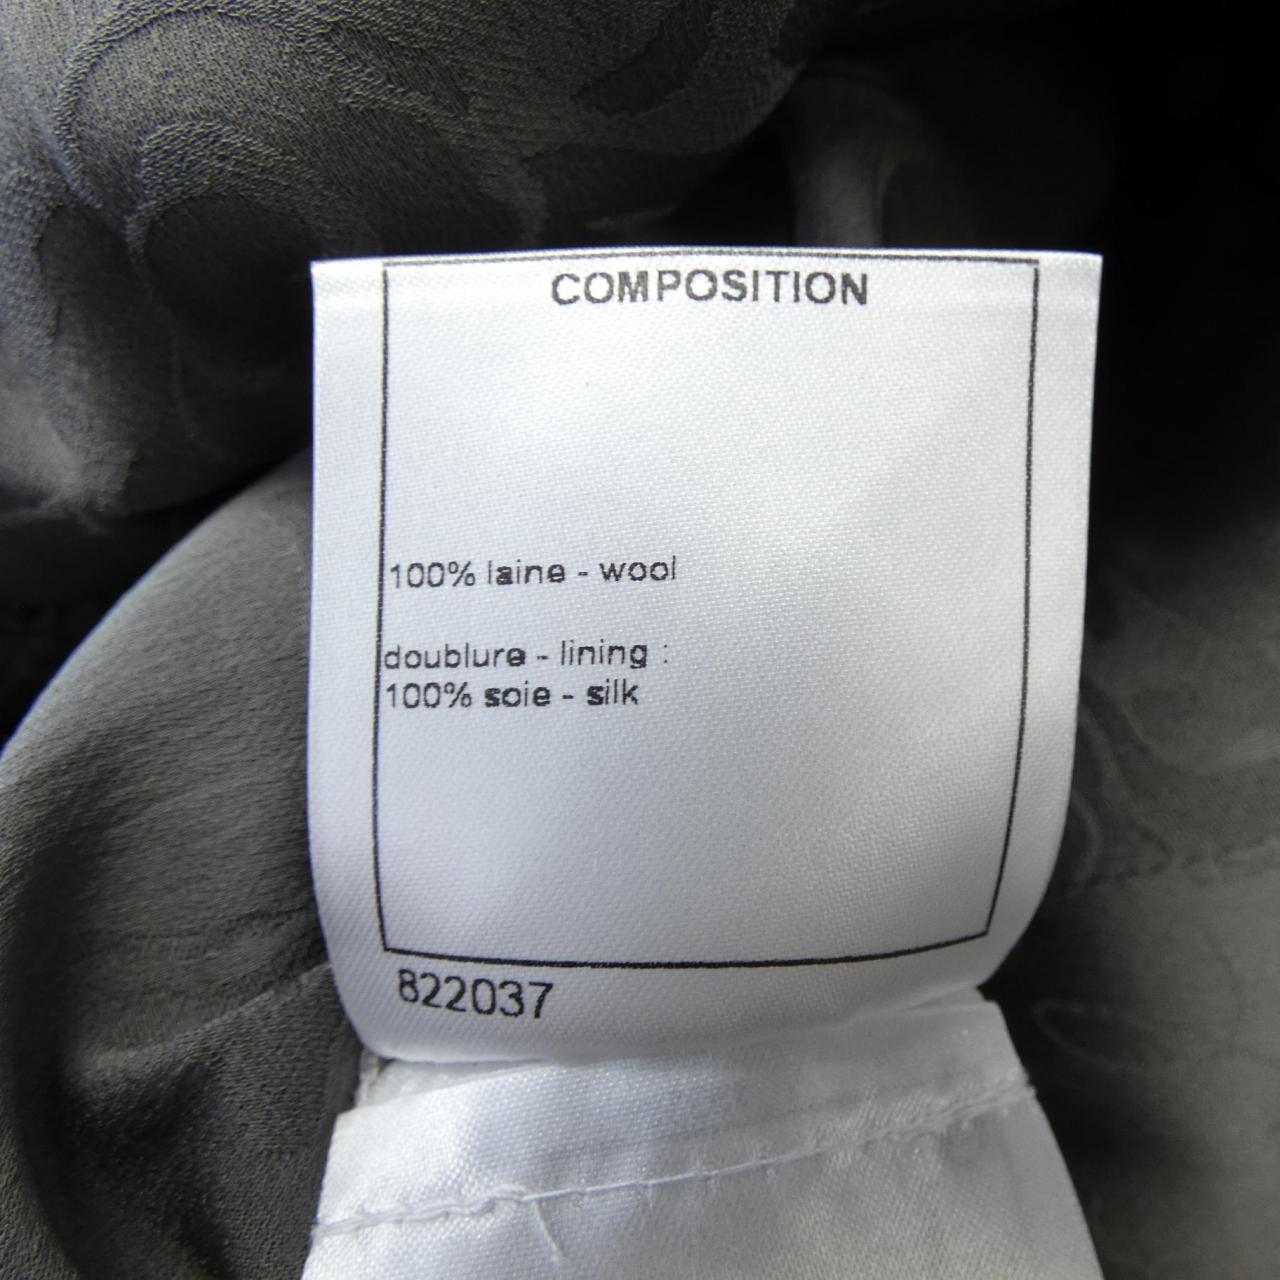 COMPOSITION
100% laine - wool
doublure - lining :
100% soie - silk
822037